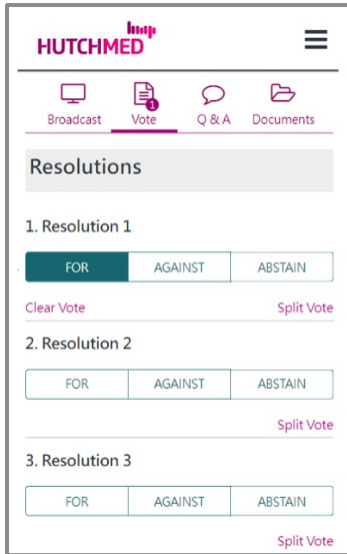 HUTCHMED
1
Broadcast Vote Q & A Documents
Resolutions
1. Resolution 1
FOR AGAINST ABSTAIN
Clear Vote Split Vote
2. Resolution 2
FOR AGAINST ABSTAIN
Split Vote
3. Resolution 3
FOR AGAINST ABSTAIN
Split Vote